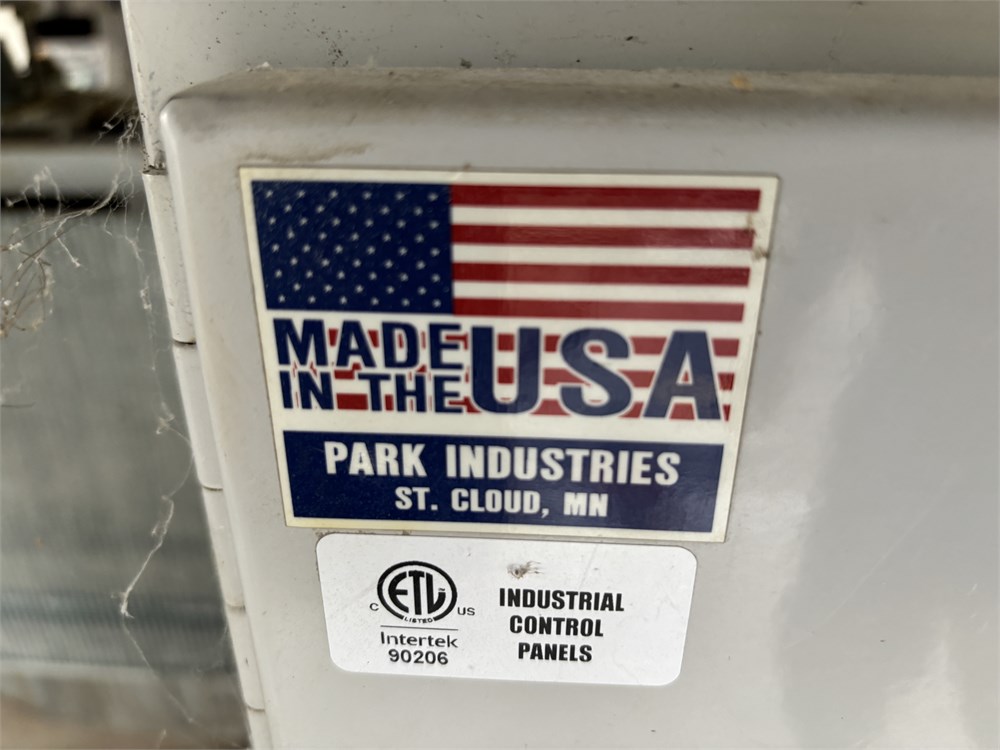 MADE
IN THE USA
PARK INDUSTRIES
ST. CLOUD, MN
C ETL US
LISTED
Intertek
90206
INDUSTRIAL
CONTROL
PANELS